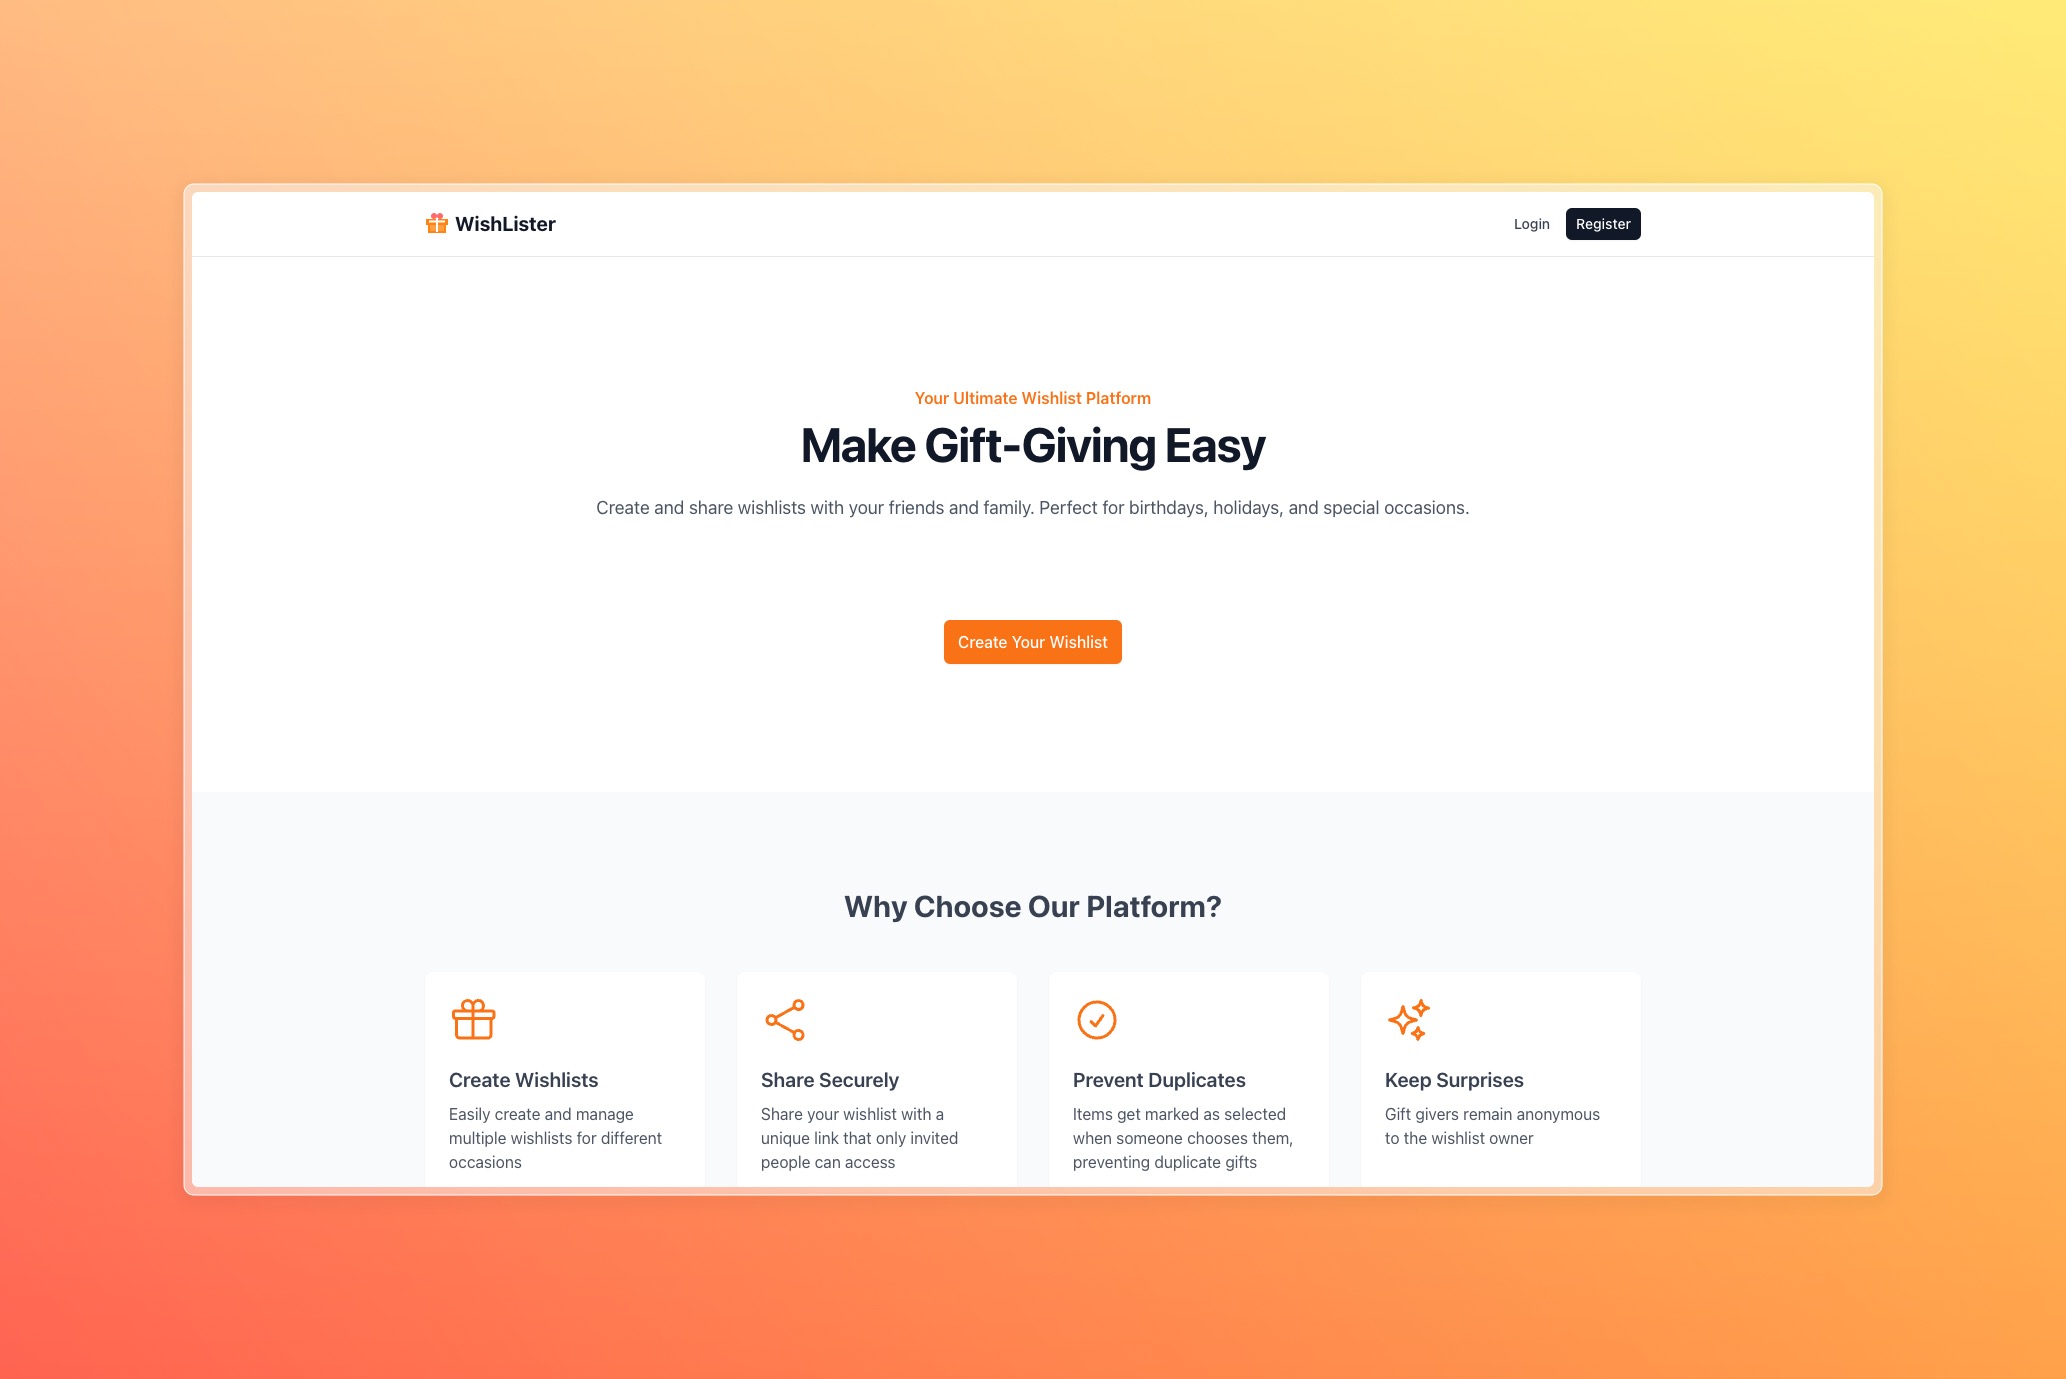 WishLister
Login
Register
Your Ultimate Wishlist Platform
Make Gift-Giving Easy
Create and share wishlists with your friends and family. Perfect for birthdays, holidays, and special occasions.
Create Your Wishlist
Why Choose Our Platform?
Create Wishlists
Easily create and manage
multiple wishlists for different
occasions
Share Securely
Share your wishlist with a
unique link that only invited
people can access
Prevent Duplicates
Items get marked as selected
when someone chooses them,
preventing duplicate gifts
Keep Surprises
Gift givers remain anonymous
to the wishlist owner